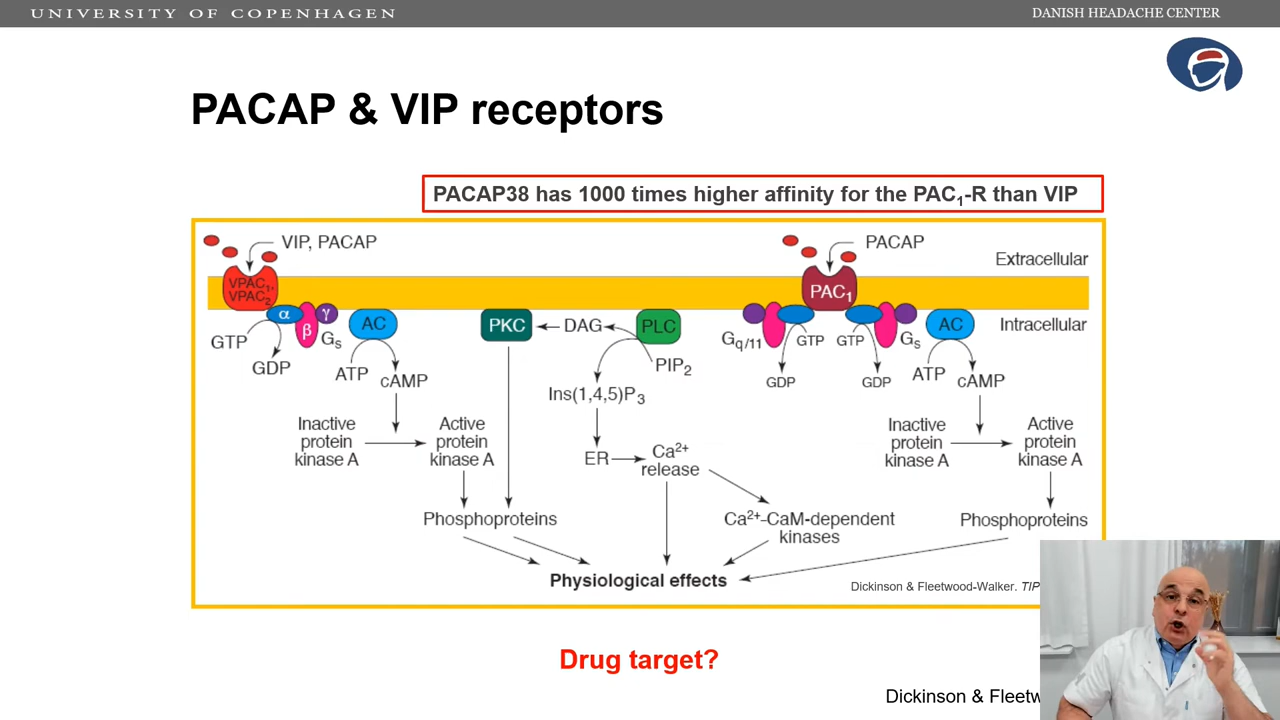 UNIVERSITY OF COPENHAGEN
DANISH HEADACHE CENTER
PACAP & VIP receptors
PACAP38 has 1000 times higher affinity for the PAC₁-R than VIP
VIP, PACAP
PACAP
Extracellular
VPAC₁,
VPAC₂
PAC₁
α
β
γ
Gₛ
GTP
GDP
AC
ATP
cAMP
PKC
DAG
PLC
PIP₂
Gq/11
GTP
GTP
Gₛ
AC
Intracellular
GDP
GDP
ATP
cAMP
Ins(1,4,5)P₃
Inactive
protein
kinase A
Active
protein
kinase A
ER
Ca²⁺
release
Inactive
protein
kinase A
Active
protein
kinase A
Phosphoproteins
Ca²⁺–CaM-dependent
kinases
Phosphoproteins
Physiological effects
Dickinson & Fleetwood-Walker. TIP
Drug target?
Dickinson & Fleetw